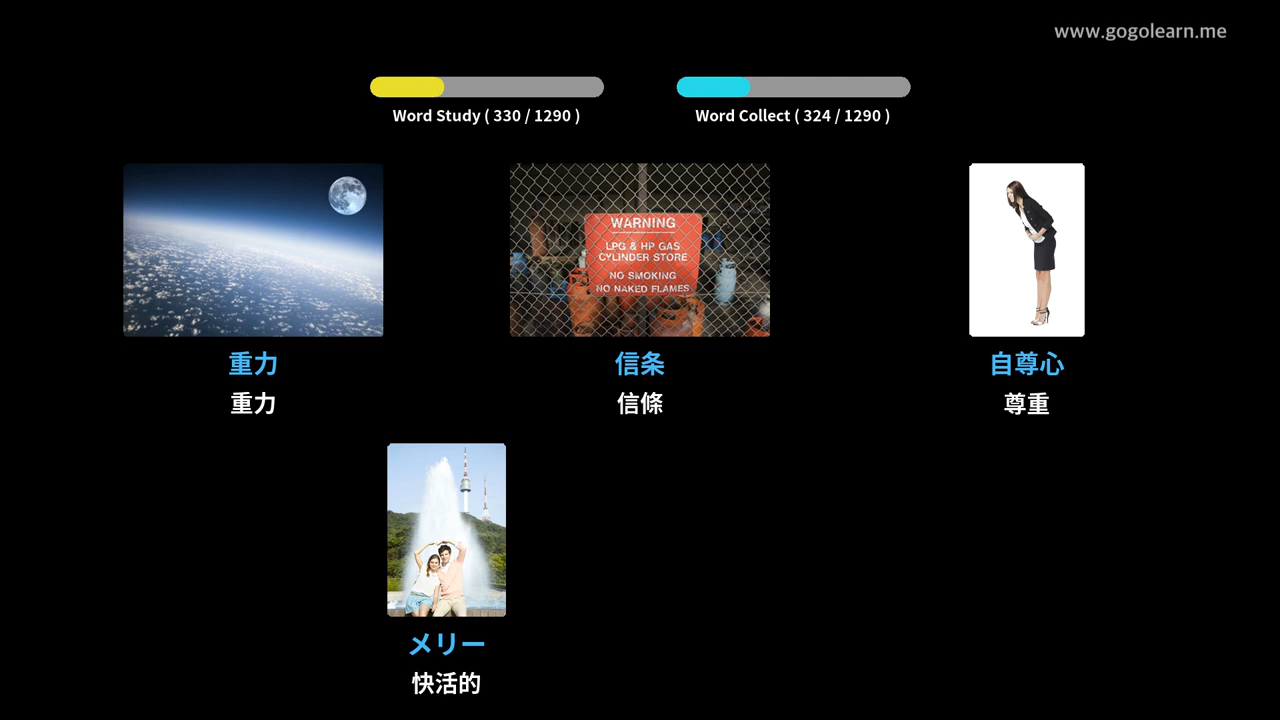 www.gogolearn.me
Word Study ( 330 / 1290 )
Word Collect ( 324 / 1290 )
WARNING
LPG & HP GAS
CYLINDER STORE
NO SMOKING
NO NAKED FLAMES
重力
重力
信条
信條
自尊心
尊重
メリー
快活的